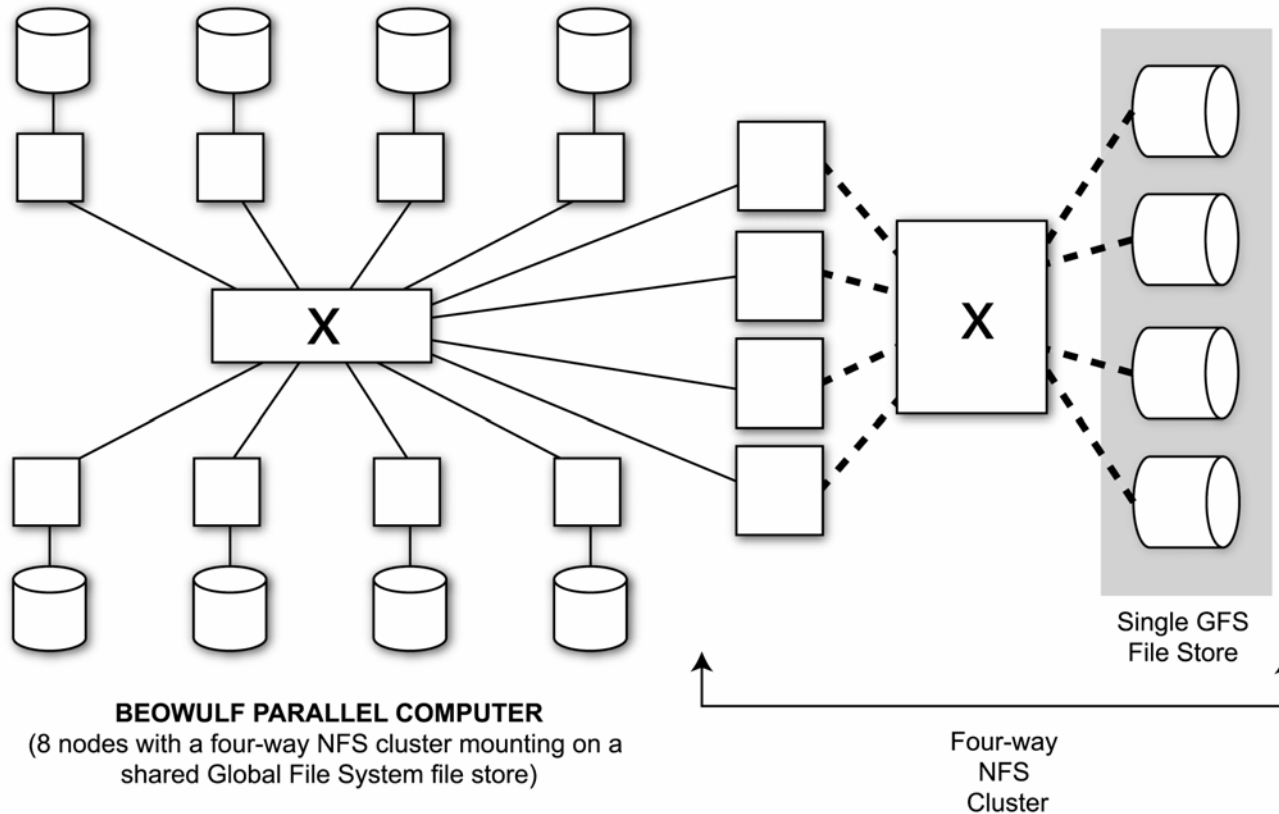 X
X
Single GFS
File Store
BEOWULF PARALLEL COMPUTER
(8 nodes with a four-way NFS cluster mounting on a
shared Global File System file store)
Four-way
NFS
Cluster